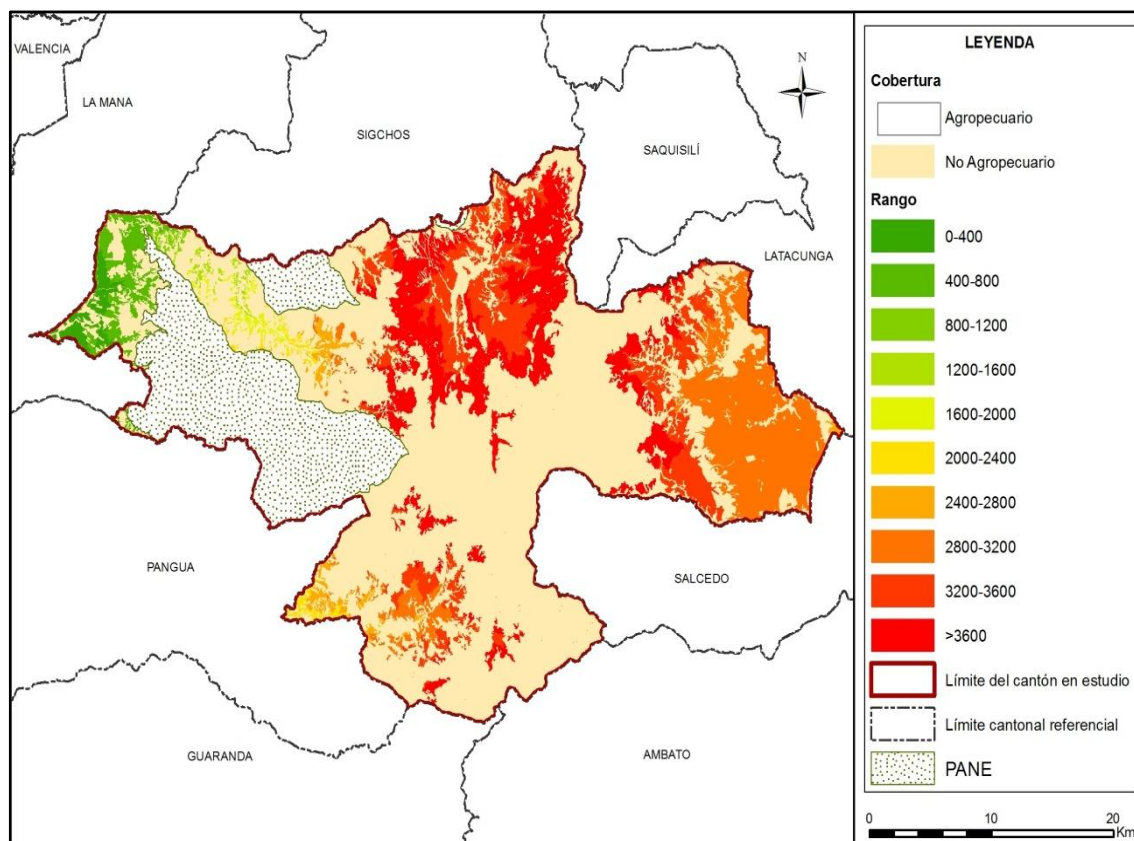 VALENCIA
LA MANA
SIGCHOS
SAQUISILÍ
LATACUNGA
PANGUA
SALCEDO
GUARANDA
AMBATO
N
LEYENDA
Cobertura
Agropecuario
No Agropecuario
Rango
0-400
400-800
800-1200
1200-1600
1600-2000
2000-2400
2400-2800
2800-3200
3200-3600
>3600
Límite del cantón en estudio
Límite cantonal referencial
PANE
0 10 20
Km